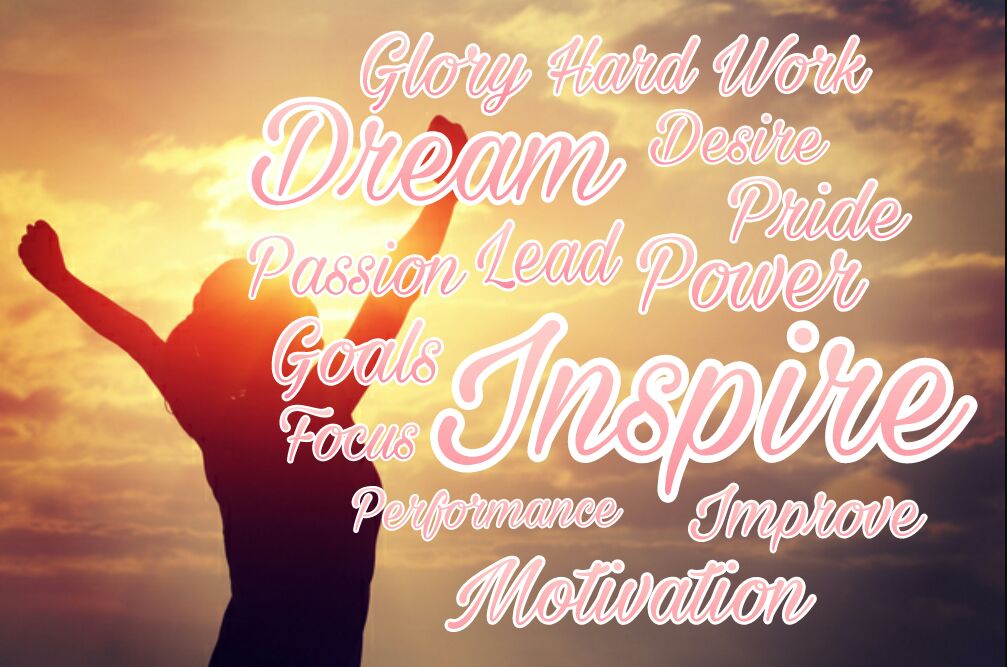 Glory Hard Work
Dream Desire
Pride
Passion Lead Power
Goals Inspire
Focus
Performance Improve
Motivation